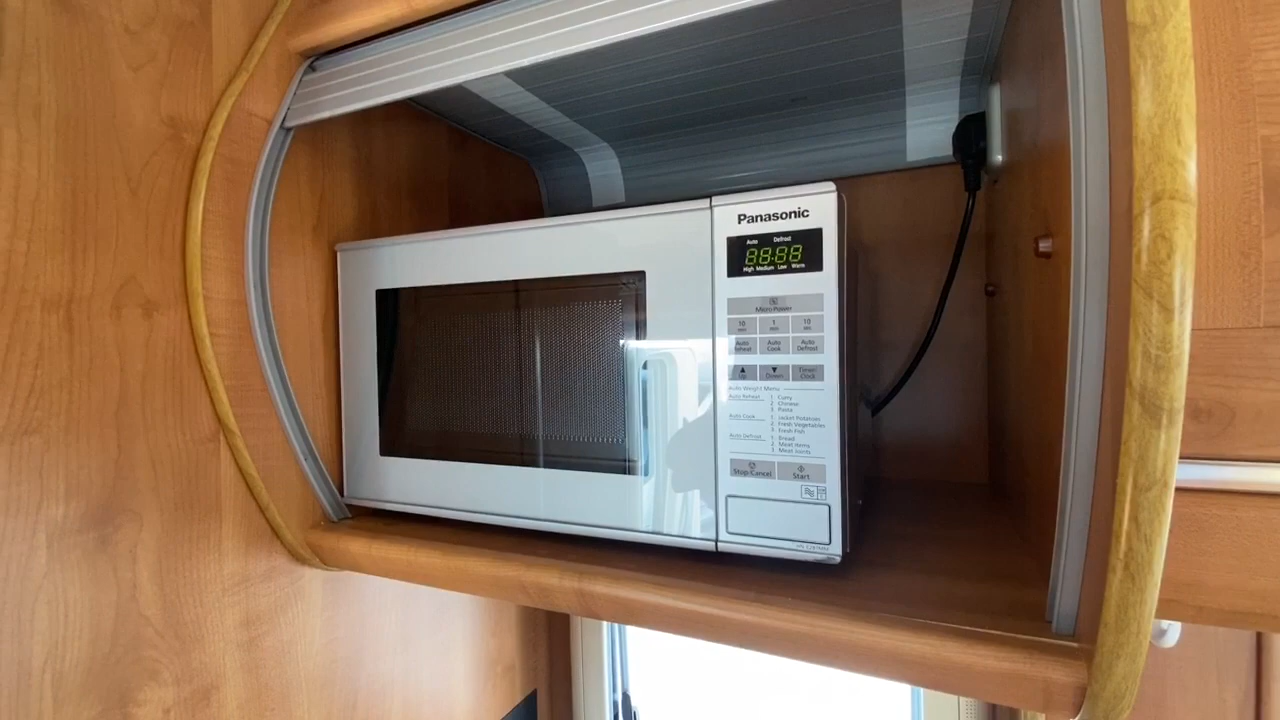 Panasonic
Auto Defrost
88:88
High Medium Low Warm
Micro Power
10 min 1 min 10 sec
Auto Reheat Auto Cook Auto Defrost
Up Down Timer/Clock
Auto Weight Menu
Auto Reheat 1. Curry
2. Chinese
3. Pasta
Auto Cook 1. Jacket Potatoes
2. Fresh Vegetables
3. Fresh Fish
Auto Defrost 1. Bread
2. Meat Items
3. Meat Joints
Stop/Cancel Start